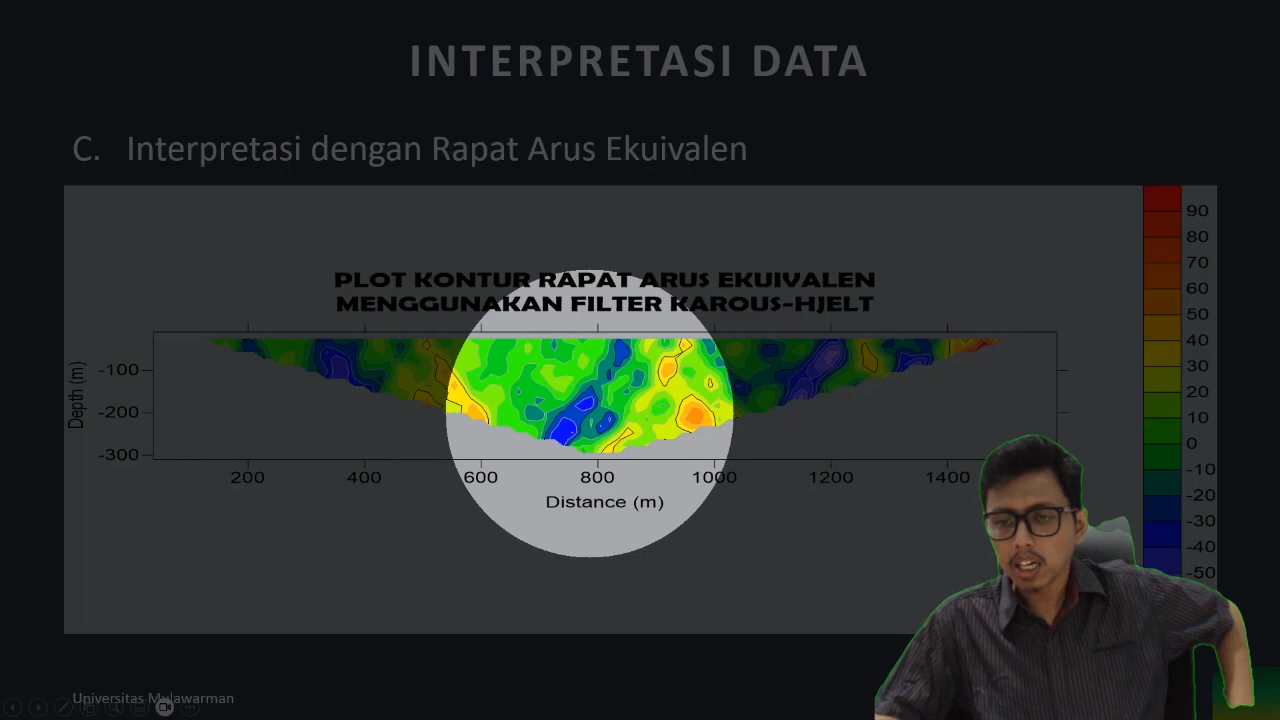 INTERPRETASI DATA
C. Interpretasi dengan Rapat Arus Ekuivalen
PLOT KONTUR RAPAT ARUS EKUIVALEN
MENGGUNAKAN FILTER KAROUS-HJELT
Depth (m)
-100
-200
-300
200 400 600 800 1000 1200 1400
Distance (m)
90
80
70
60
50
40
30
20
10
0
-10
-20
-30
-40
-50
Universitas Mulawarman